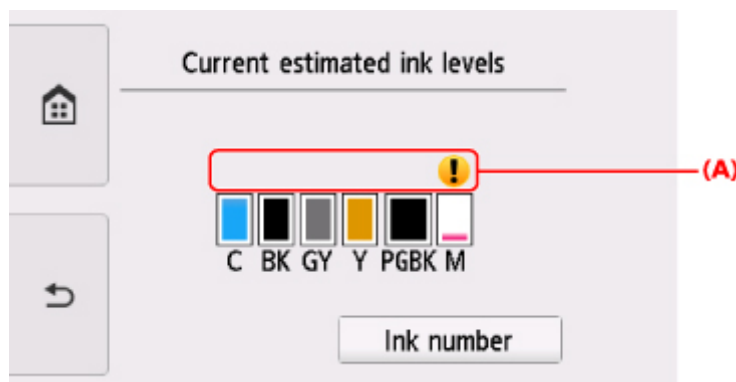 Current estimated ink levels
(A)
C BK GY Y PGBK M
Ink number